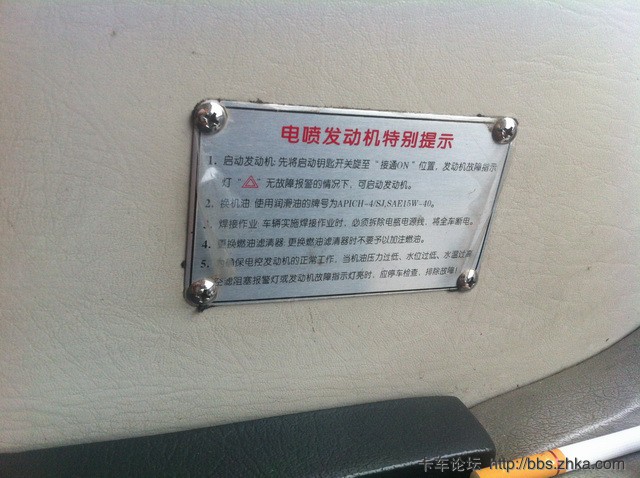 电喷发动机特别提示
1、启动发动机:先将启动钥匙开关旋至“接通ON”位置,发动机故障指示
灯“⚠”无故障报警的情况下,可启动发动机。
2、换机油 使用润滑油的牌号为APICH-4/SJ,SAE15W-40。
3、焊接作业 车辆实施焊接作业时,必须拆除电瓶电源线,将全车断电。
4、更换燃油滤清器:更换燃油滤清器时不要予以加注燃油。
5、确保电控发动机的正常工作,当机油压力过低、水位过低、水温过高
空滤阻塞报警灯或发动机故障指示灯亮时,应停车检查,排除故障!
卡车论坛 http://bbs.zhka.com